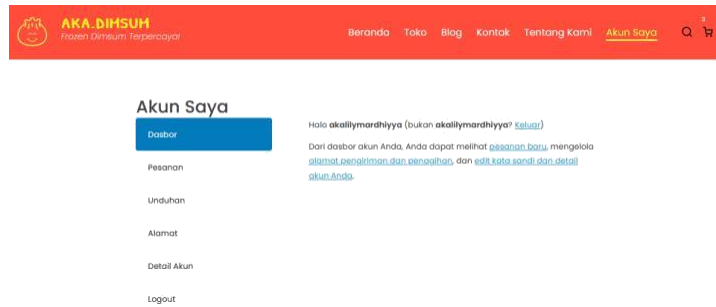 AKA.DIMSUM
Frozen Dimsum Terpercaya!
Beranda Toko Blog Kontak Tentang Kami Akun Saya
Akun Saya
Dasbor
Pesanan
Unduhan
Alamat
Detail Akun
Logout
Halo akalilymardhiyya (bukan akalilymardhiyya? Keluar)
Dari dasbor akun Anda, Anda dapat melihat pesanan baru, mengelola
alamat pengiriman dan penagihan, dan edit kata sandi dan detail
akun Anda.